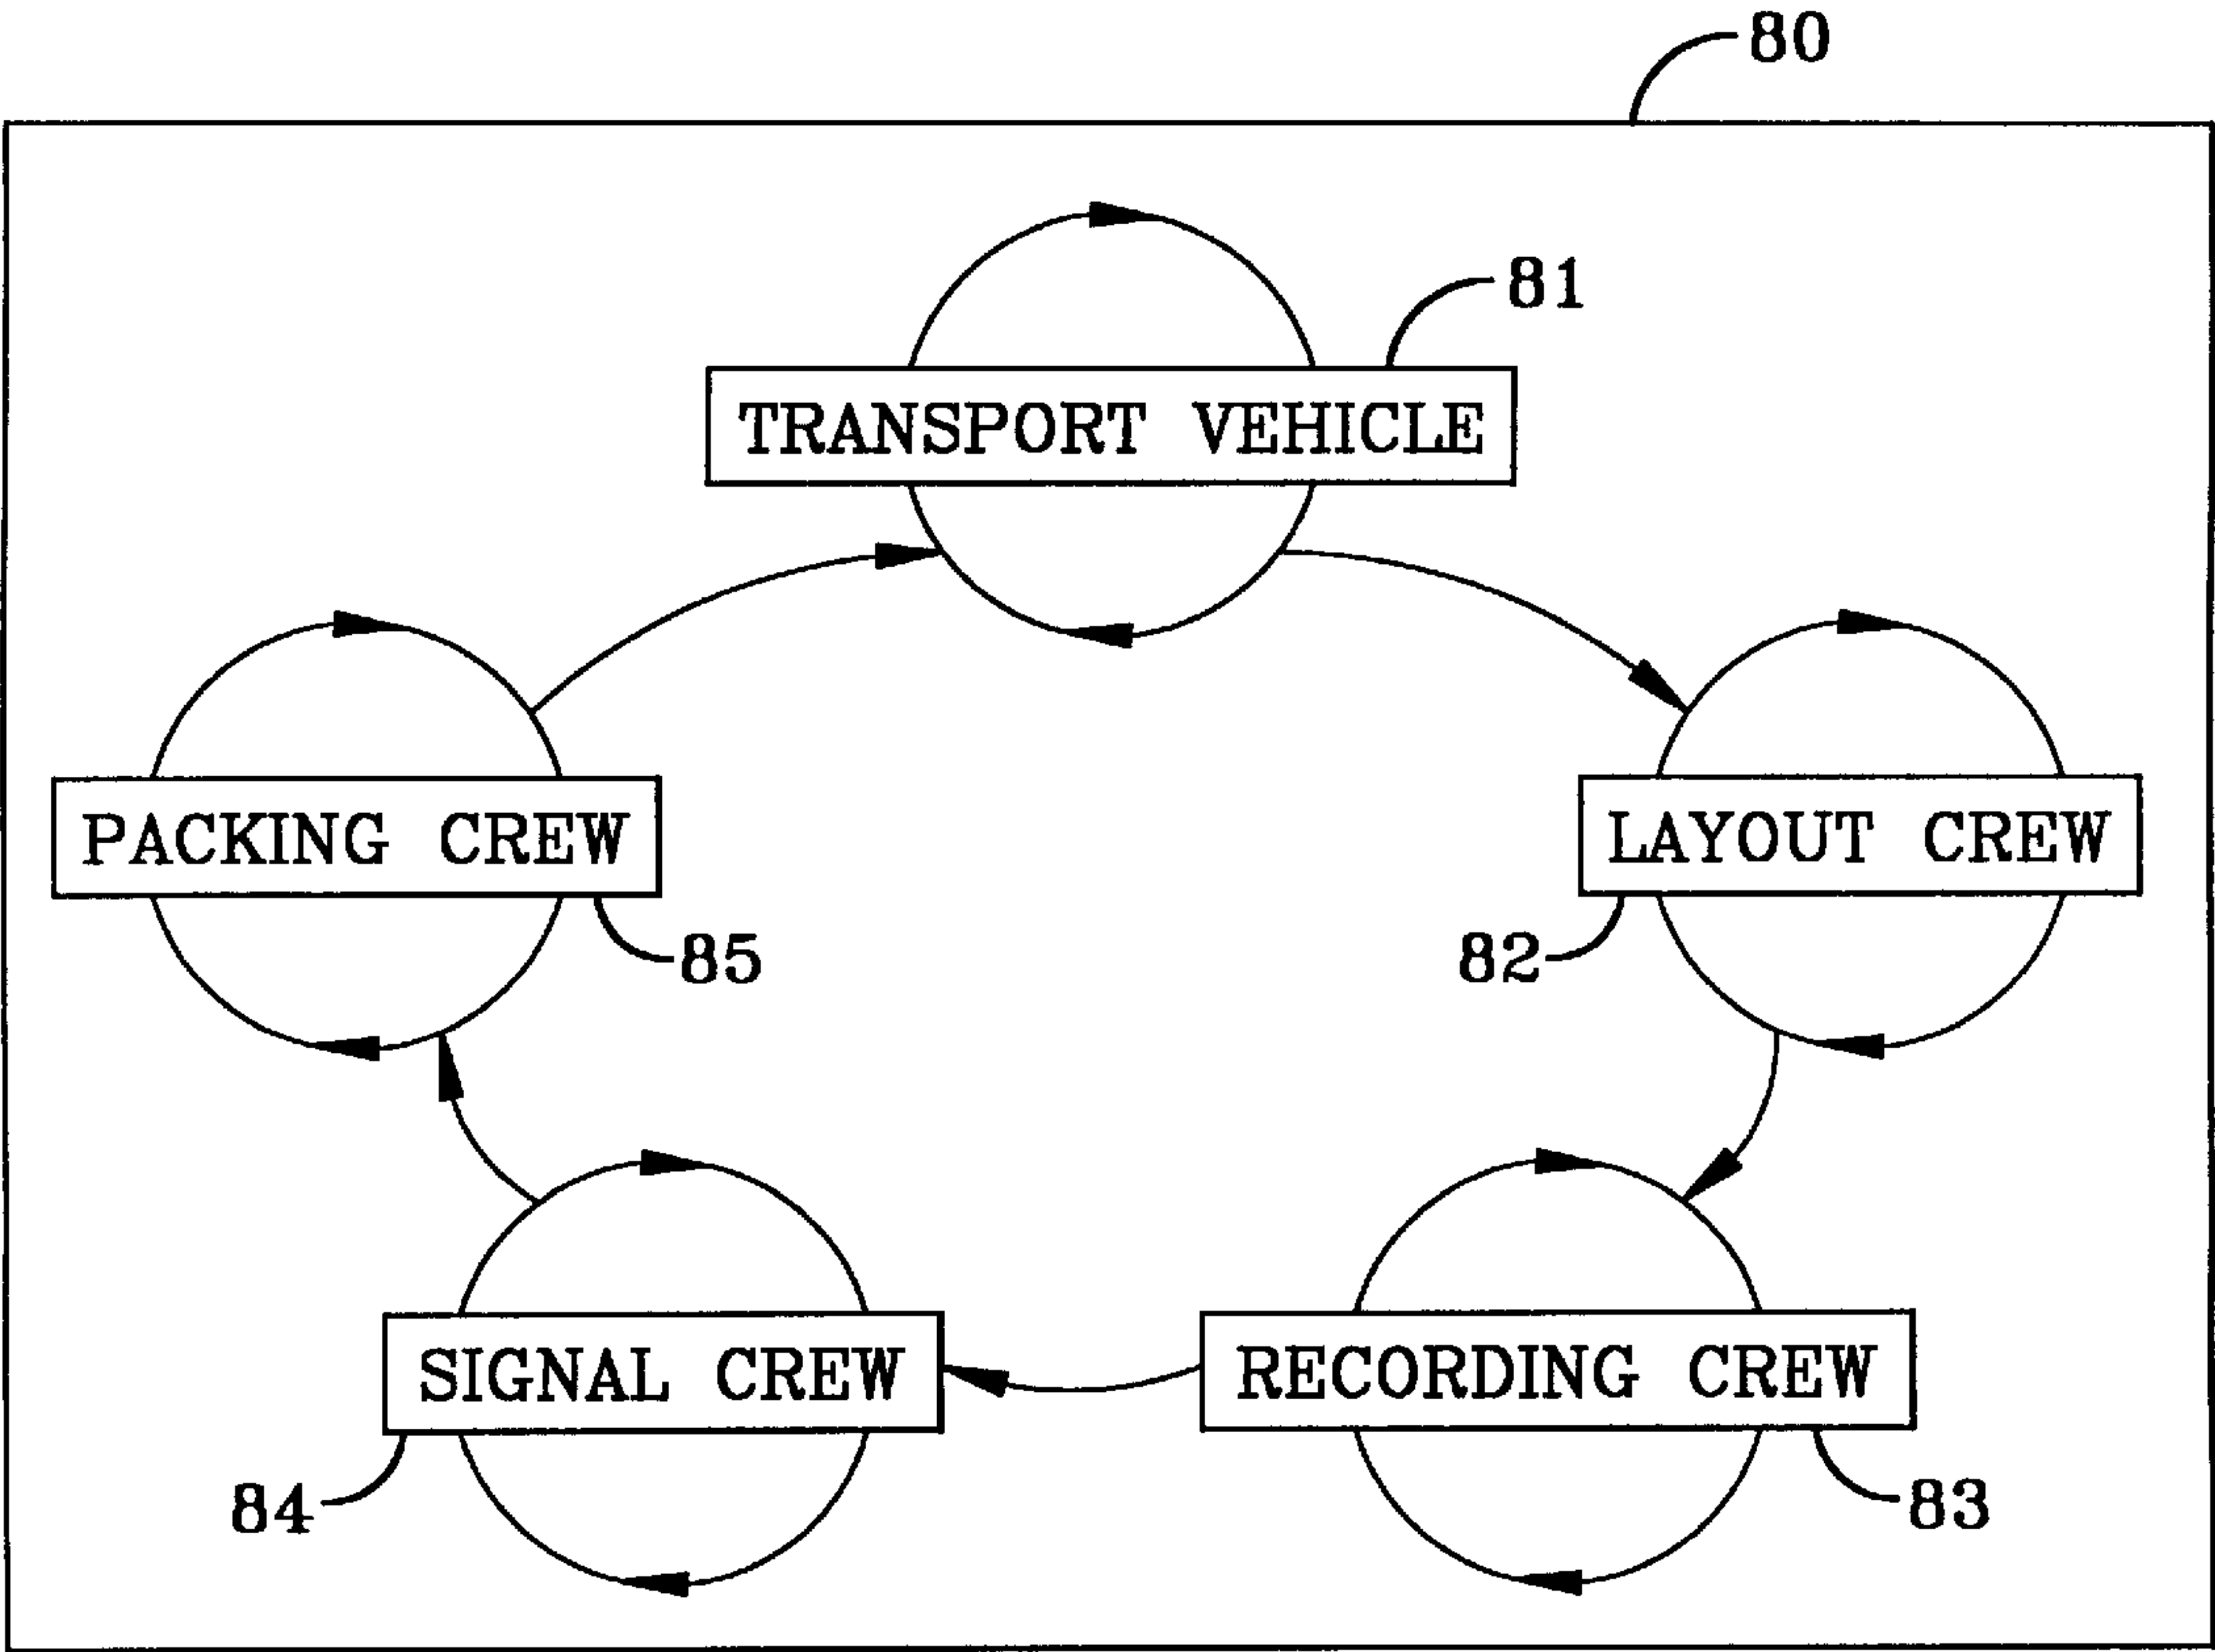 80
81
TRANSPORT VEHICLE
PACKING CREW
LAYOUT CREW
85
82
SIGNAL CREW
RECORDING CREW
84
83